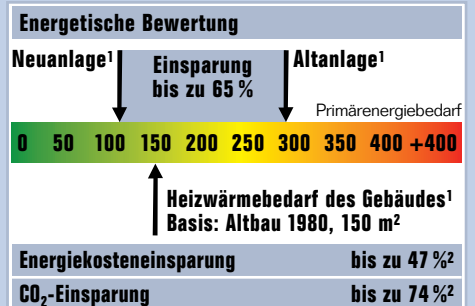 Energetische Bewertung
Neuanlage¹ Einsparung Altanlage¹
bis zu 65 %
Primärenergiebedarf
0 50 100 150 200 250 300 350 400 +400
Heizwärmebedarf des Gebäudes¹
Basis: Altbau 1980, 150 m²
Energiekosteneinsparung bis zu 47 %²
CO₂-Einsparung bis zu 74 %²